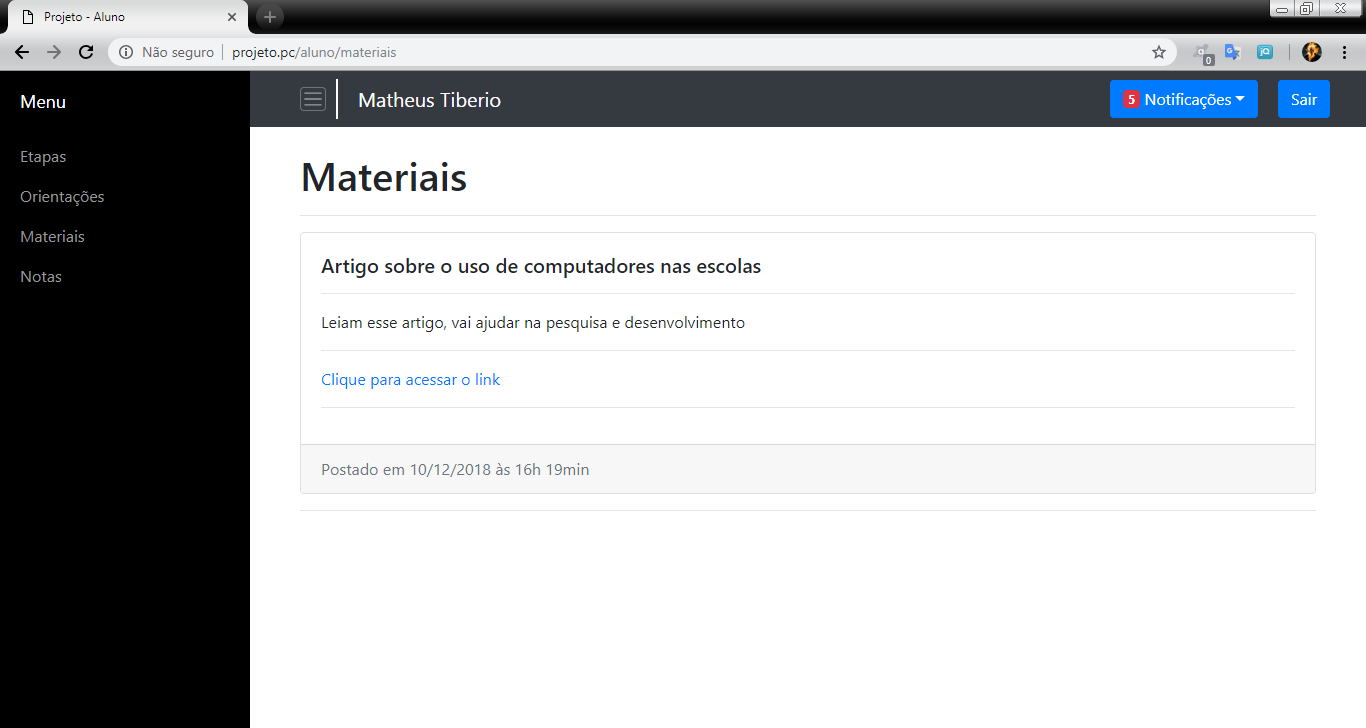 Projeto - Aluno
Não seguro
projeto.pc/aluno/materiais
0
Menu
Etapas
Orientações
Materiais
Notas
Matheus Tiberio
5 Notificações
Sair
Materiais
Artigo sobre o uso de computadores nas escolas
Leiam esse artigo, vai ajudar na pesquisa e desenvolvimento
Clique para acessar o link
Postado em 10/12/2018 às 16h 19min